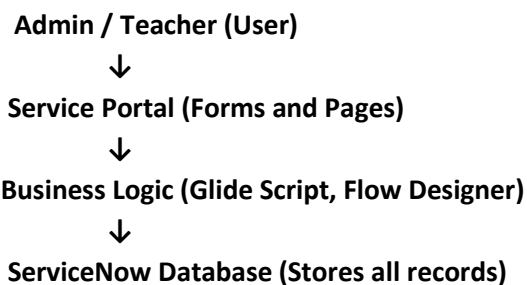 Admin / Teacher (User)
↓
Service Portal (Forms and Pages)
↓
Business Logic (Glide Script, Flow Designer)
↓
ServiceNow Database (Stores all records)